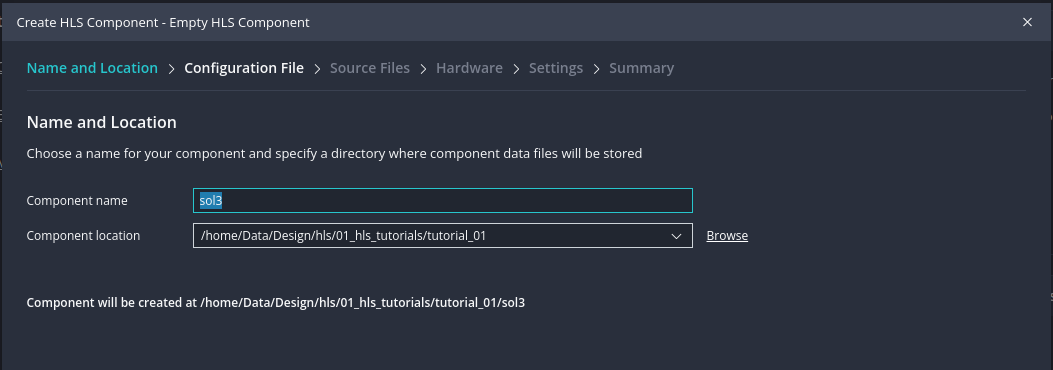 Create HLS Component - Empty HLS Component
Name and Location > Configuration File > Source Files > Hardware > Settings > Summary
Name and Location
Choose a name for your component and specify a directory where component data files will be stored
Component name sol3
Component location /home/Data/Design/hls/01_hls_tutorials/tutorial_01 Browse
Component will be created at /home/Data/Design/hls/01_hls_tutorials/tutorial_01/sol3